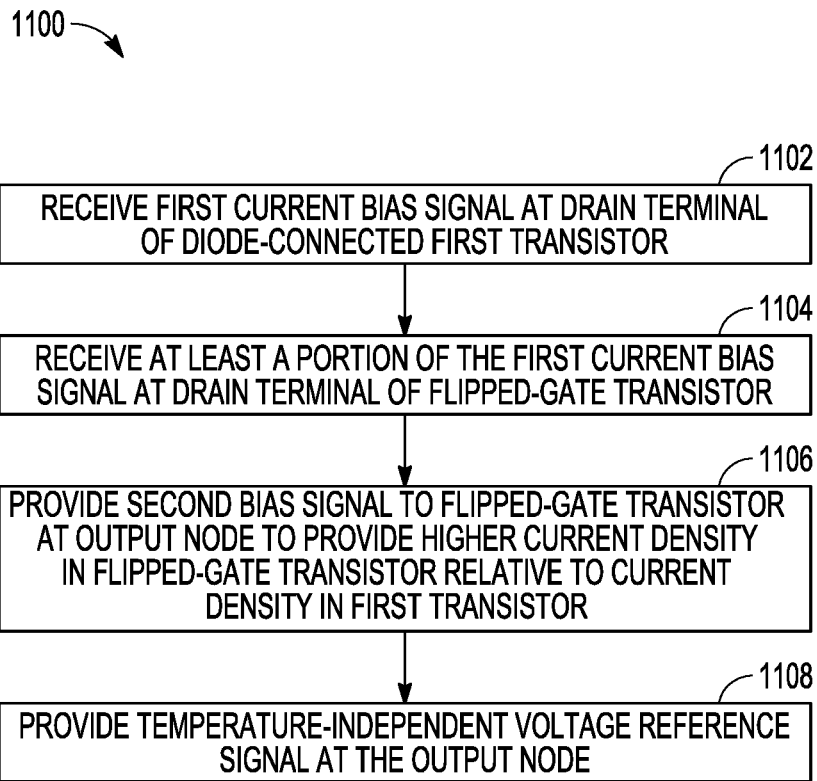 1100
1102
RECEIVE FIRST CURRENT BIAS SIGNAL AT DRAIN TERMINAL
OF DIODE-CONNECTED FIRST TRANSISTOR
1104
RECEIVE AT LEAST A PORTION OF THE FIRST CURRENT BIAS
SIGNAL AT DRAIN TERMINAL OF FLIPPED-GATE TRANSISTOR
1106
PROVIDE SECOND BIAS SIGNAL TO FLIPPED-GATE TRANSISTOR
AT OUTPUT NODE TO PROVIDE HIGHER CURRENT DENSITY
IN FLIPPED-GATE TRANSISTOR RELATIVE TO CURRENT
DENSITY IN FIRST TRANSISTOR
1108
PROVIDE TEMPERATURE-INDEPENDENT VOLTAGE REFERENCE
SIGNAL AT THE OUTPUT NODE